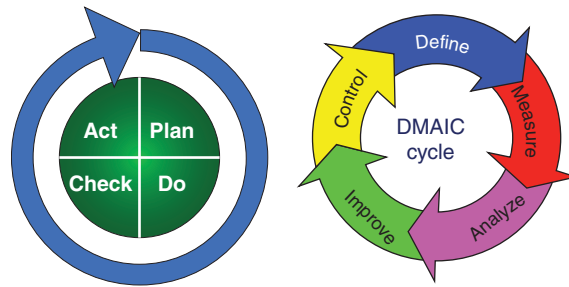 Act Plan
Check Do
Define
Measure
Analyze
Improve
Control
DMAIC
cycle